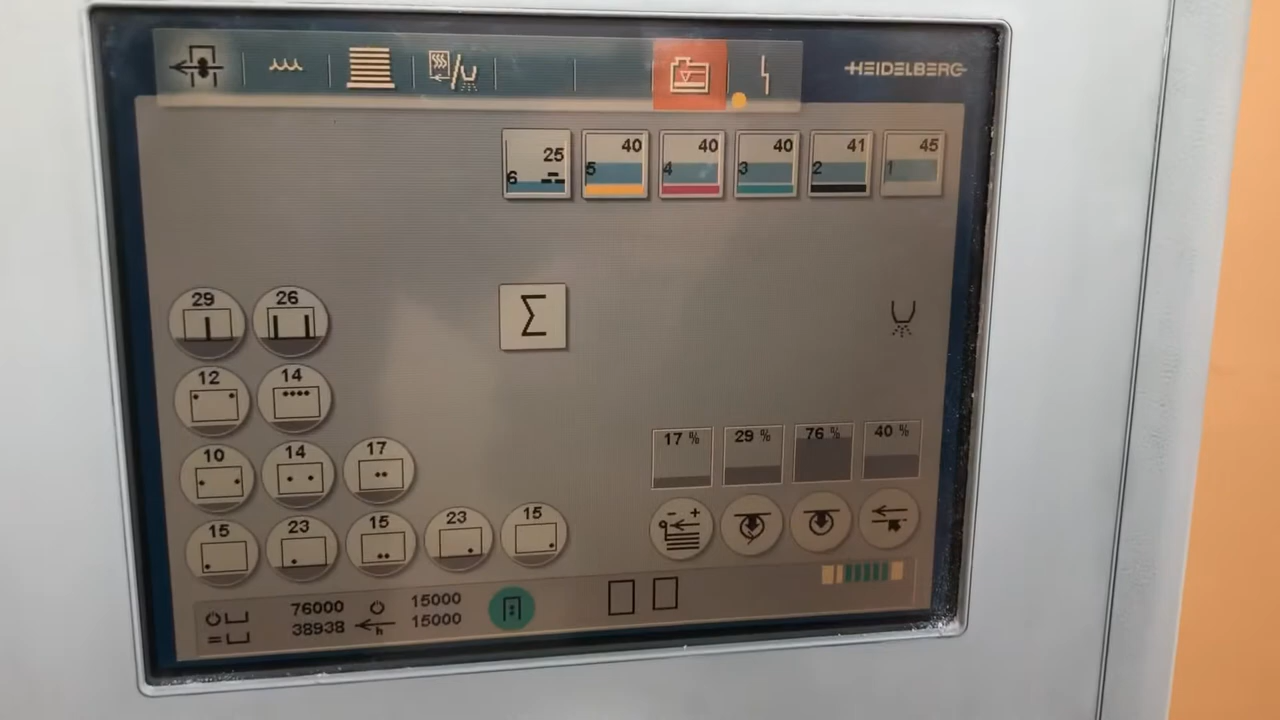 HEIDELBERG
25 40 40 40 41 45
6 5 4 3 2 1
29 26
Σ
12 14
10 14 17
17 % 29 % 76 % 40 %
15 23 15 23 15
- +
76000 15000
= 38938 h 15000